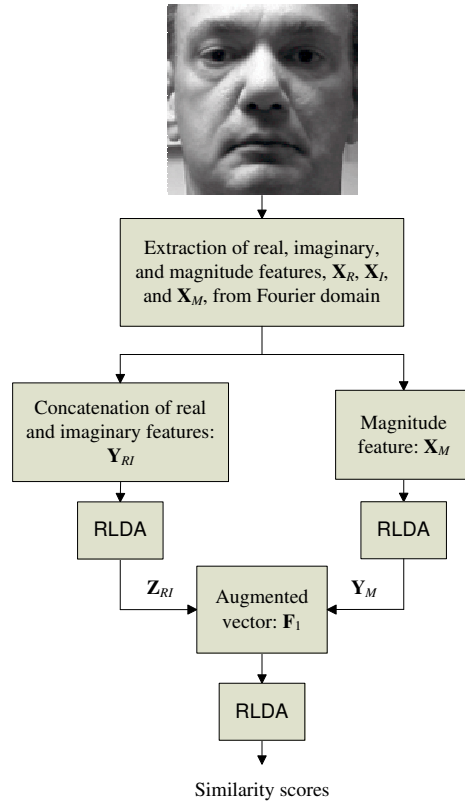 Extraction of real, imaginary,
and magnitude features, X_R, X_I,
and X_M, from Fourier domain
Concatenation of real
and imaginary features:
Y_RI
Magnitude
feature: X_M
RLDA
RLDA
Z_RI
Augmented
vector: F_1
Y_M
RLDA
Similarity scores